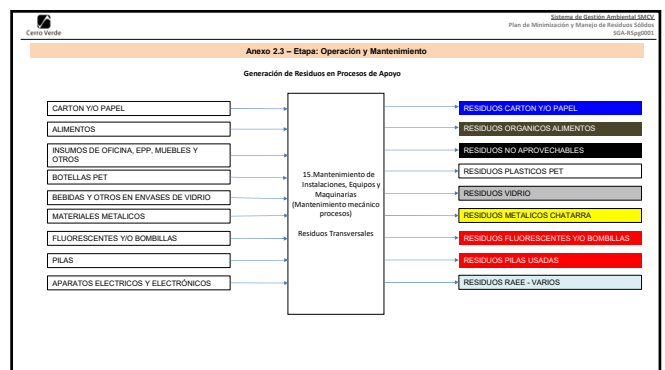 Sistema de Gestión Ambiental SMCV
Plan de Minimización y Manejo de Residuos Sólidos
SGA-RSpg0001
Cerro Verde
Anexo 2.3 – Etapa: Operación y Mantenimiento
Generación de Residuos en Procesos de Apoyo
CARTON Y/O PAPEL
ALIMENTOS
INSUMOS DE OFICINA, EPP, MUEBLES Y
OTROS
BOTELLAS PET
BEBIDAS Y OTROS EN ENVASES DE VIDRIO
MATERIALES METALICOS
FLUORESCENTES Y/O BOMBILLAS
PILAS
APARATOS ELECTRICOS Y ELECTRÓNICOS
15.Mantenimiento de
Instalaciones, Equipos y
Maquinarias
(Mantenimiento mecánico
procesos)
Residuos Transversales
RESIDUOS CARTON Y/O PAPEL
RESIDUOS ORGANICOS ALIMENTOS
RESIDUOS NO APROVECHABLES
RESIDUOS PLASTICOS PET
RESIDUOS VIDRIO
RESIDUOS METALICOS CHATARRA
RESIDUOS FLUORESCENTES Y/O BOMBILLAS
RESIDUOS PILAS USADAS
RESIDUOS RAEE - VARIOS